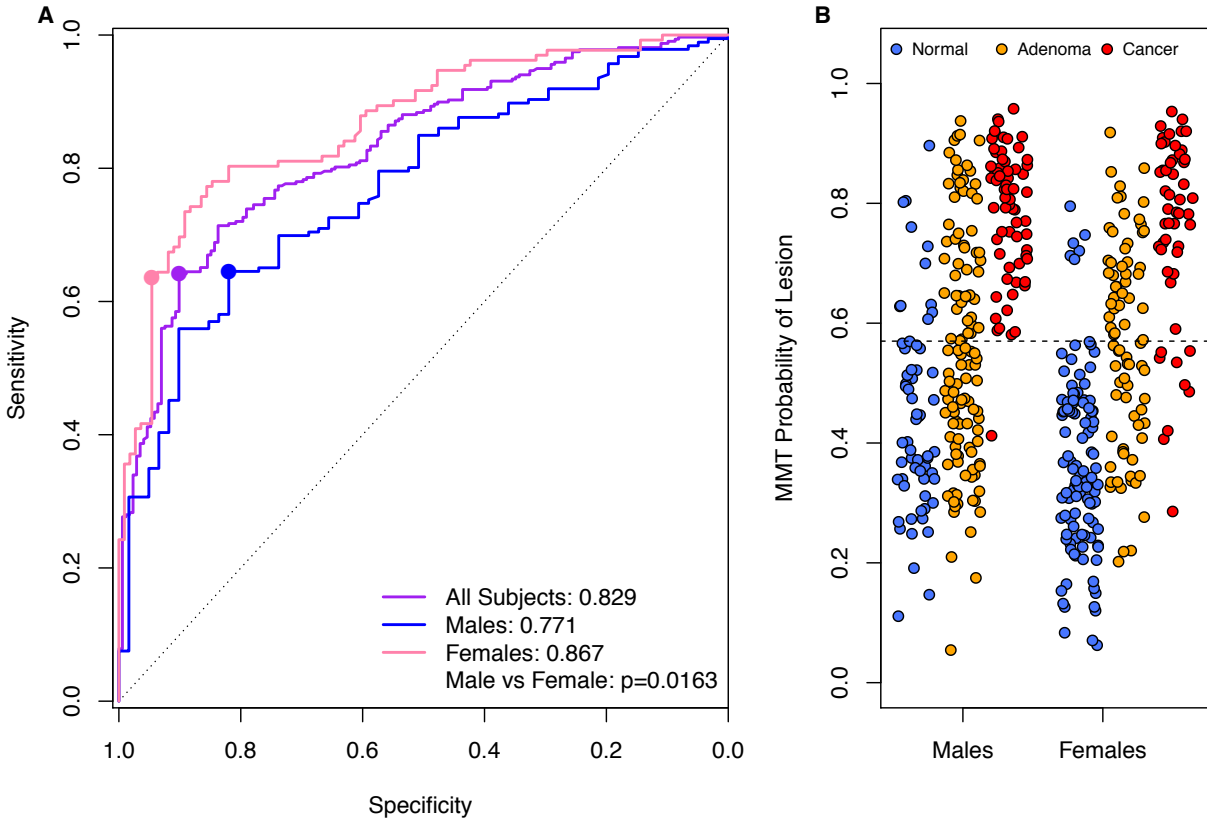 A
Sensitivity
1.0
0.8
0.6
0.4
0.2
0.0
All Subjects: 0.829
Males: 0.771
Females: 0.867
Male vs Female: p=0.0163
1.0 0.8 0.6 0.4 0.2 0.0
Specificity
B
Normal Adenoma Cancer
MMT Probability of Lesion
1.0
0.8
0.6
0.4
0.2
0.0
Males Females